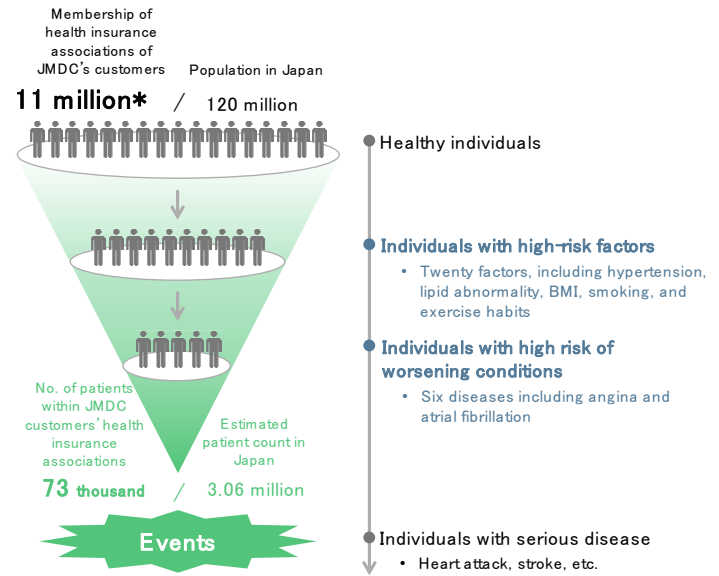 Membership of
health insurance
associations of
JMDC's customers
Population in Japan
11 million*
/
120 million
Healthy individuals
Individuals with high-risk factors
• Twenty factors, including hypertension,
lipid abnormality, BMI, smoking, and
exercise habits
Individuals with high risk of
worsening conditions
• Six diseases including angina and
atrial fibrillation
No. of patients
within JMDC
customers' health
insurance
associations
Estimated
patient count in
Japan
73 thousand
/
3.06 million
Events
Individuals with serious disease
• Heart attack, stroke, etc.